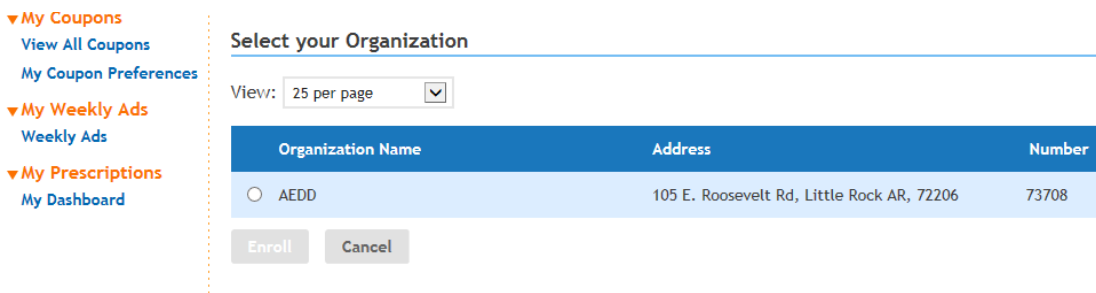 My Coupons
View All Coupons
My Coupon Preferences
My Weekly Ads
Weekly Ads
My Prescriptions
My Dashboard
Select your Organization
View: 25 per page
Organization Name Address Number
AEDD 105 E. Roosevelt Rd, Little Rock AR, 72206 73708
Enroll Cancel